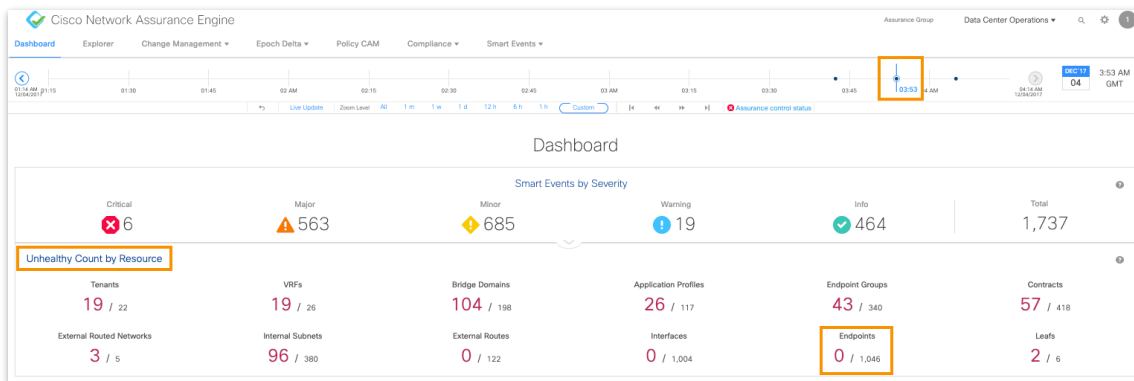 Cisco Network Assurance Engine
Assurance Group
Data Center Operations
1
Dashboard Explorer Change Management Epoch Delta Policy CAM Compliance Smart Events
01:14 AM
12/04/2017
01:15 01:30 01:45 02 AM 02:15 02:30 02:45 03 AM 03:15 03:30 03:45 03:53 4 AM
04:14 AM
12/04/2017
DEC'17
04
3:53 AM
GMT
Live Update Zoom Level All 1 m 1 w 1 d 12 h 6 h 1 h Custom Assurance control status
Dashboard
Smart Events by Severity
Critical Major Minor Warning Info Total
6 563 685 19 464 1,737
Unhealthy Count by Resource
Tenants VRFs Bridge Domains Application Profiles Endpoint Groups Contracts
19 / 22 19 / 26 104 / 198 26 / 117 43 / 340 57 / 418
External Routed Networks Internal Subnets External Routes Interfaces Endpoints Leafs
3 / 5 96 / 380 0 / 122 0 / 1,004 0 / 1,046 2 / 6